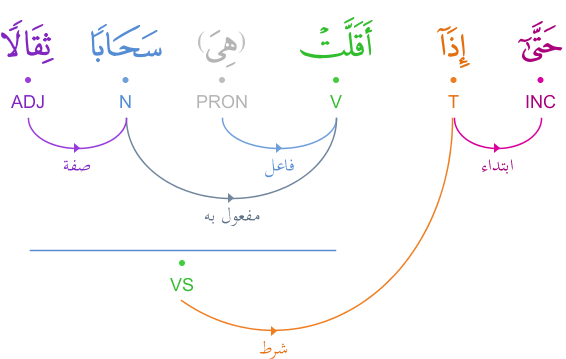 حَتَّىٰٓ إِذَآ أَقَلَّتْ (هِيَ) سَحَابًا ثِقَالًا
INC T V PRON N ADJ
ابتداء فاعل صفة
مفعول به
VS
شرط